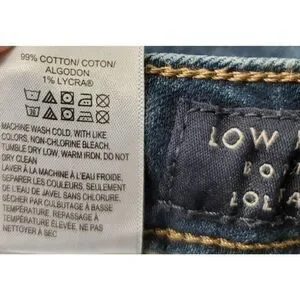 99% COTTON/ COTON/
ALGODON
1% LYCRA®
MACHINE WASH COLD, WITH LIKE
COLORS, NON-CHLORINE BLEACH,
TUMBLE DRY LOW, WARM IRON, DO NOT
DRY CLEAN
LAVER À LA MACHINE À L'EAU FROIDE.
SÉPARER LES COULEURS, SEULEMENT
DE L'EAU DE JAVEL SANS CHLORURE,
SÉCHER PAR CULBUTAGE À BASSE
TEMPÉRATURE, REPASSAGE À
TEMPÉRATURE ÉLEVÉE, NE PAS
NETTOYER À SEC
LOW